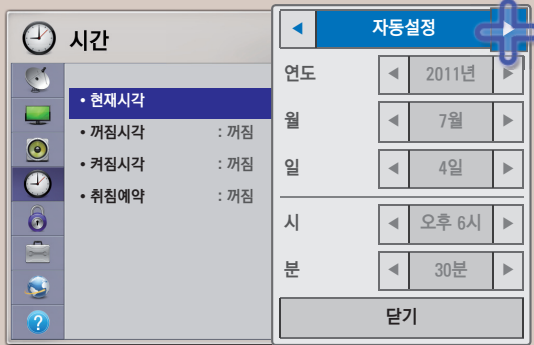 시간
• 현재시각
• 꺼짐시각 : 꺼짐
• 켜짐시각 : 꺼짐
• 취침예약 : 꺼짐
?
◀ 자동설정 ▶
연도 ◀ 2011년 ▶
월 ◀ 7월 ▶
일 ◀ 4일 ▶
시 ◀ 오후 6시 ▶
분 ◀ 30분 ▶
닫기